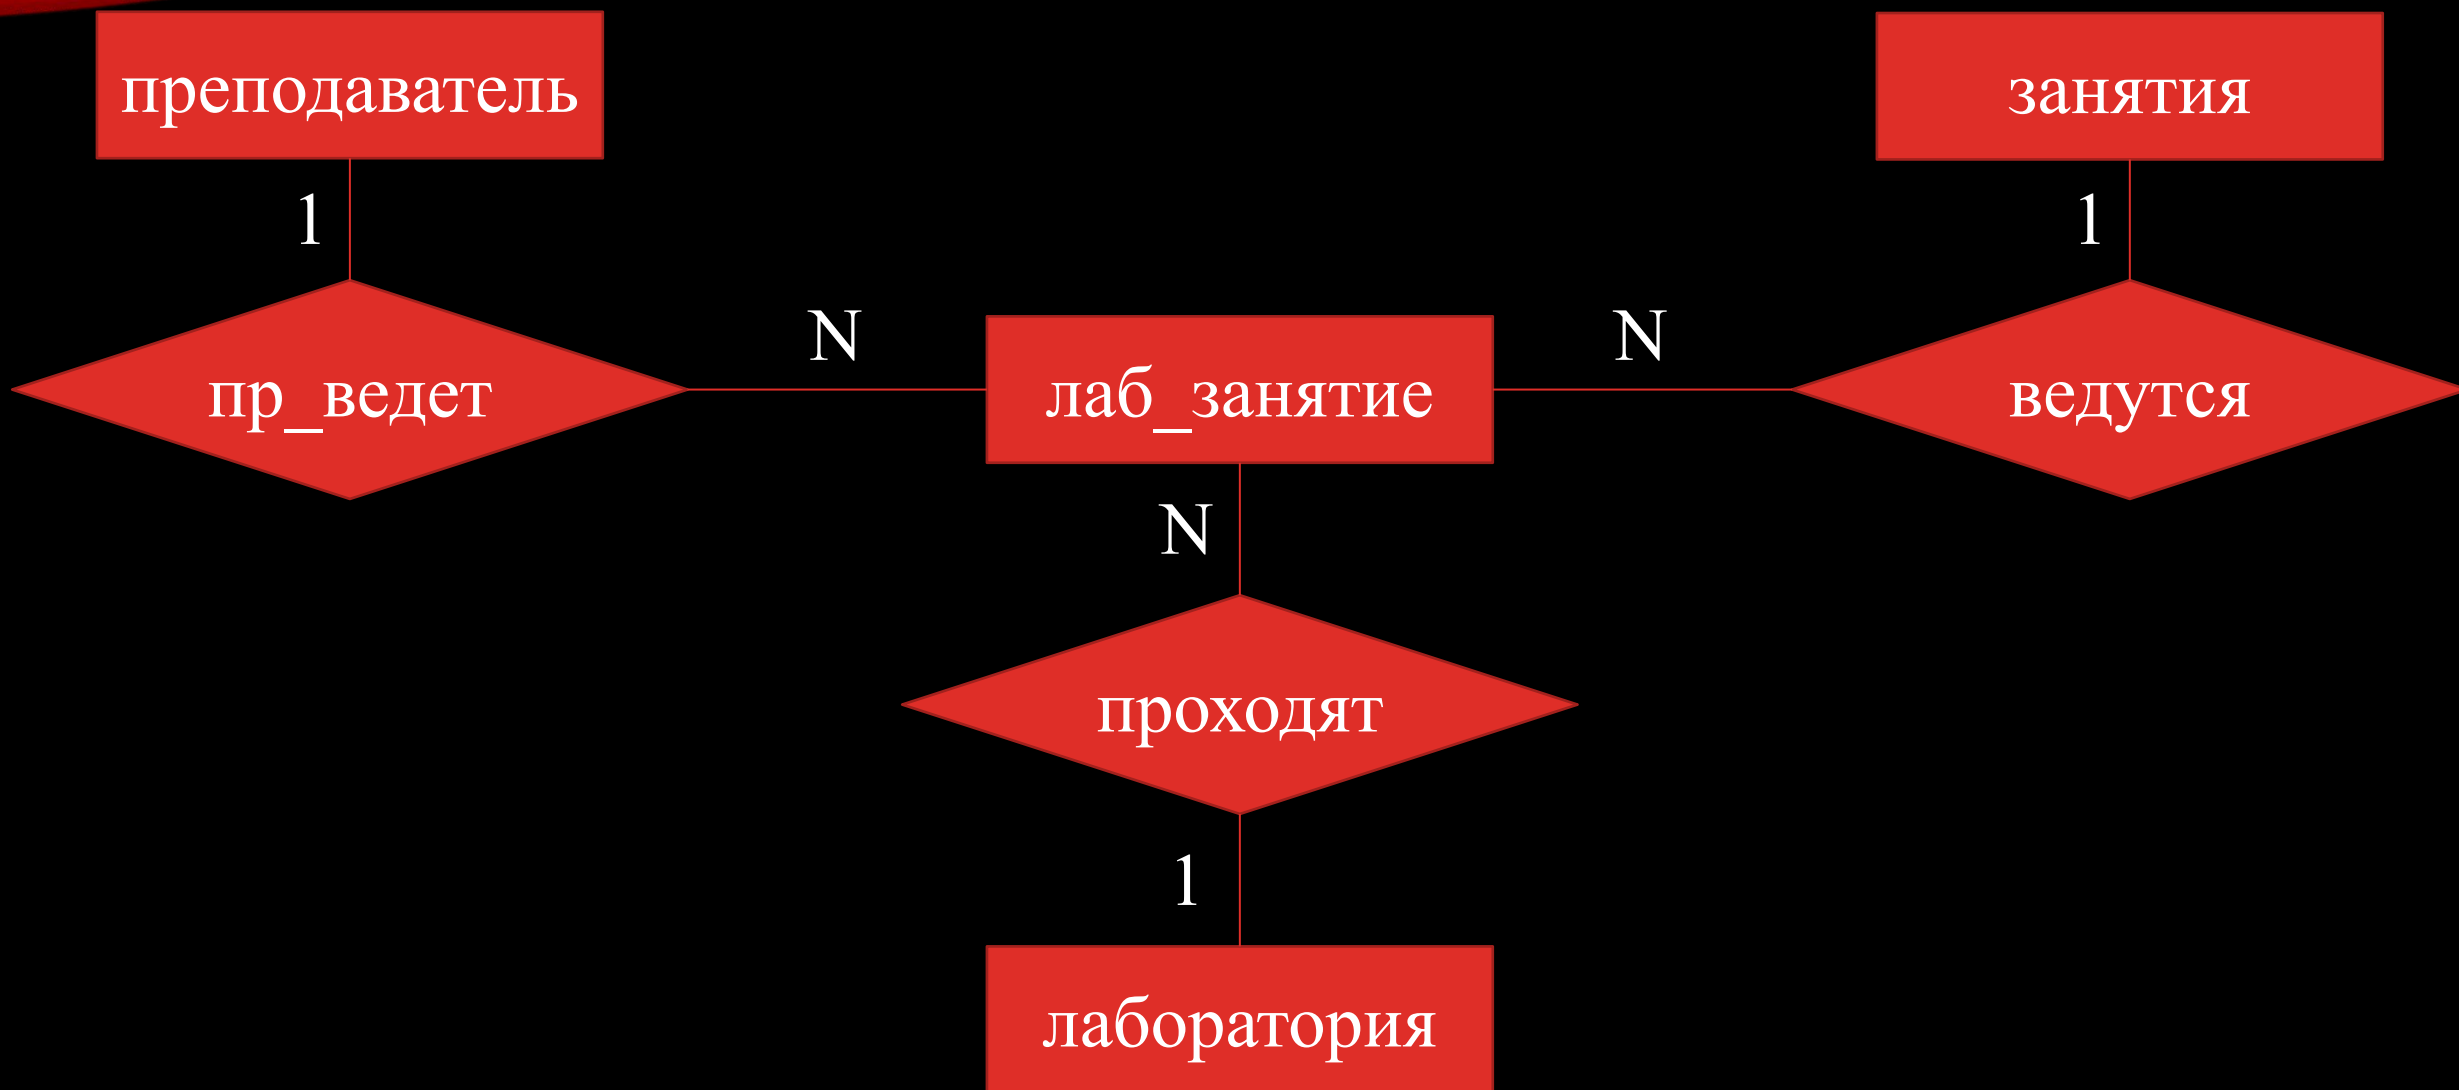 преподаватель
занятия
1
1
N
N
пр_ведет
лаб_занятие
ведутся
N
проходят
1
лаборатория